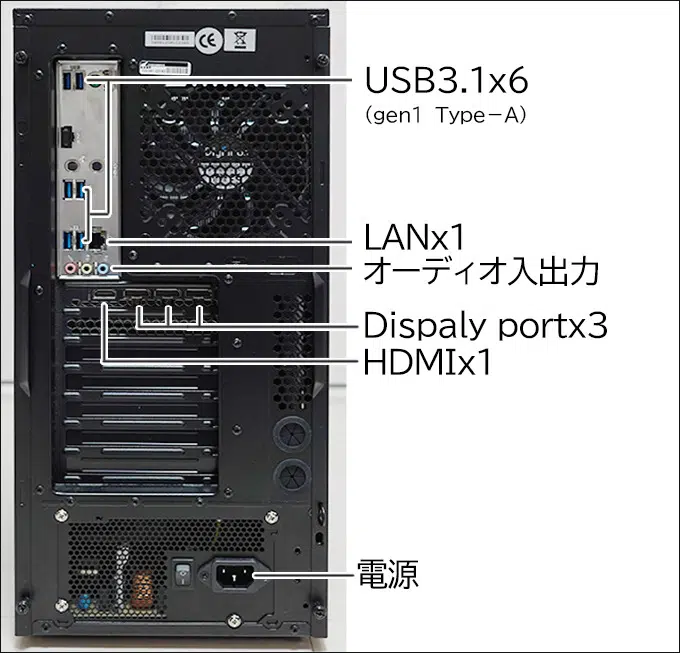 USB3.1x6
(gen1 Type-A)
LANx1
オーディオ入出力
Dispaly portx3
HDMIx1
電源